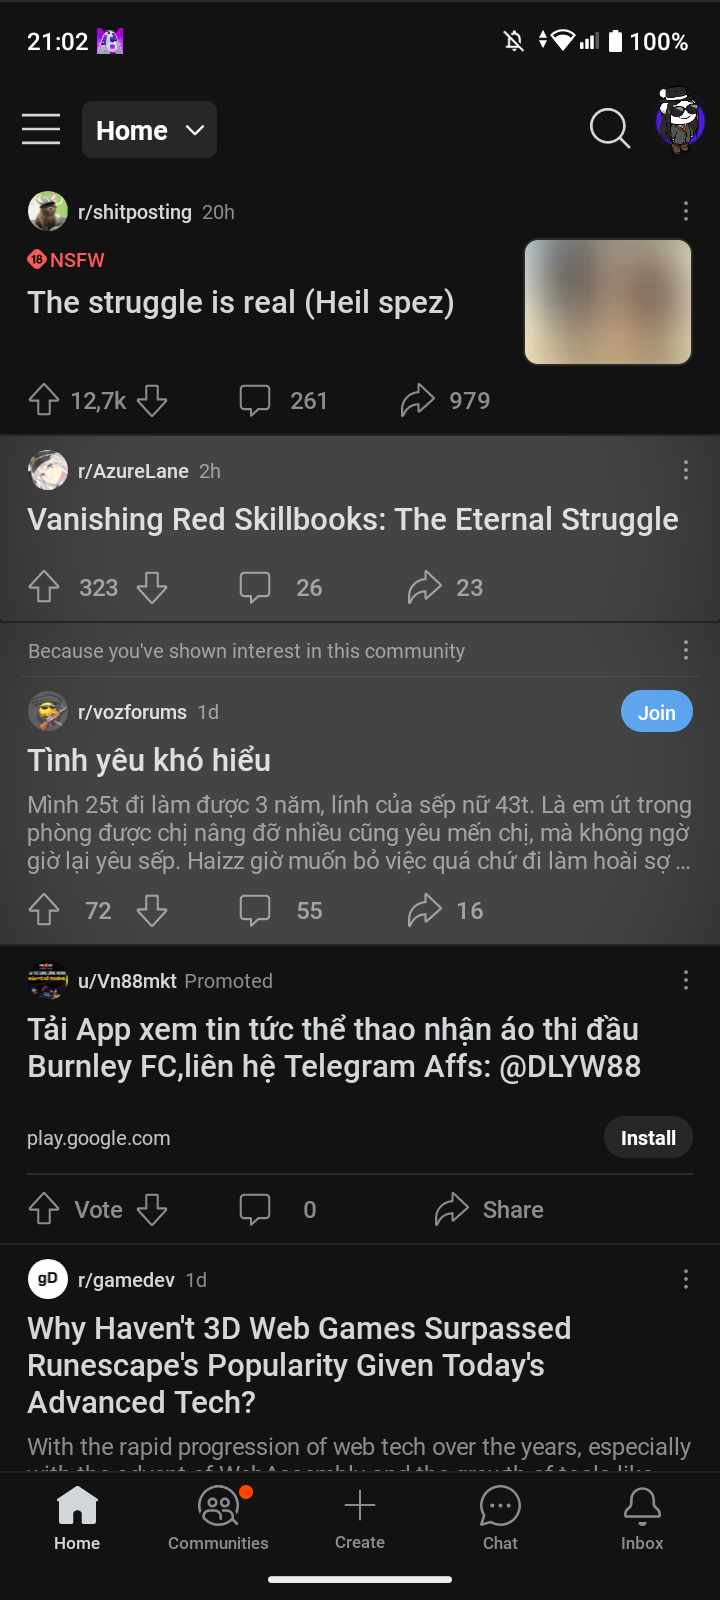 21:02
100%
Home
r/shitposting 20h
18 NSFW
The struggle is real (Heil spez)
12,7k 261 979
r/AzureLane 2h
Vanishing Red Skillbooks: The Eternal Struggle
323 26 23
Because you've shown interest in this community
r/vozforums 1d
Join
Tình yêu khó hiểu
Mình 25t đi làm được 3 năm, lính của sếp nữ 43t. Là em út trong
phòng được chị nâng đỡ nhiều cũng yêu mến chị, mà không ngờ
giờ lại yêu sếp. Haizz giờ muốn bỏ việc quá chứ đi làm hoài sợ ...
72 55 16
u/Vn88mkt Promoted
Tải App xem tin tức thể thao nhận áo thi đầu
Burnley FC,liên hệ Telegram Affs: @DLYW88
play.google.com
Install
Vote 0 Share
gD
r/gamedev 1d
Why Haven't 3D Web Games Surpassed
Runescape's Popularity Given Today's
Advanced Tech?
With the rapid progression of web tech over the years, especially
Home Communities Create Chat Inbox